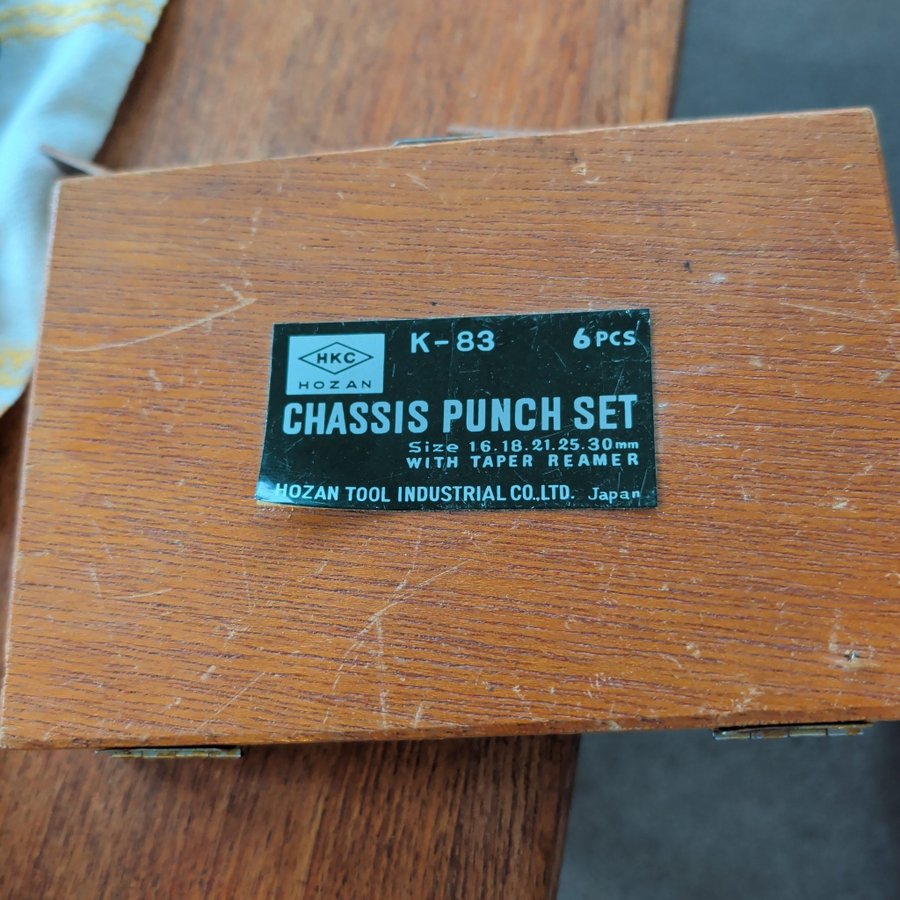 K-83 6PCS
HKC
HOZAN
CHASSIS PUNCH SET
Size 16.18.21.25.30mm
WITH TAPER REAMER
HOZAN TOOL INDUSTRIAL CO.,LTD. Japan